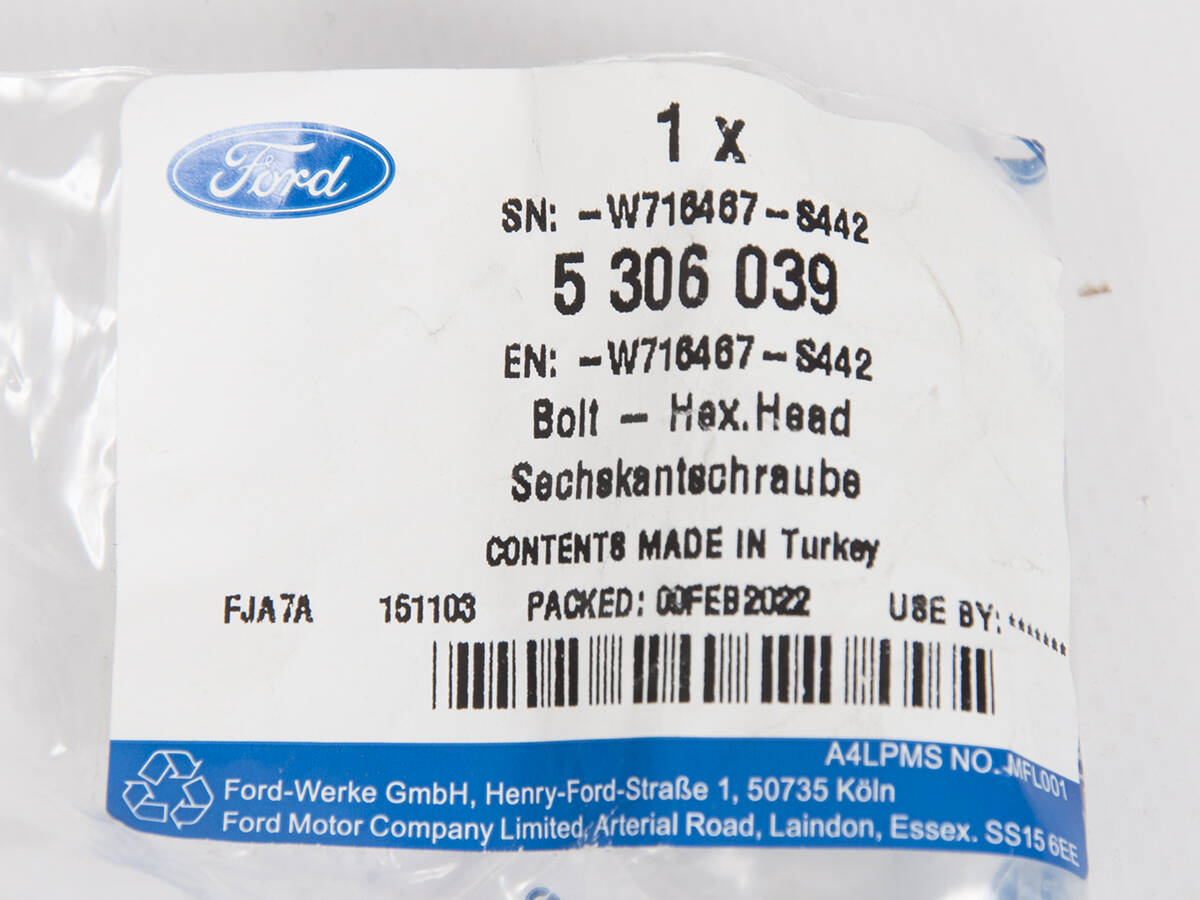 Ford
1 x
SN: -W716467-S442
5 306 039
EN: -W716467-S442
Bolt - Hex.Head
Sechskantschraube
CONTENTS MADE IN Turkey
FJA7A 151103 PACKED: FEB2022 USE BY: *******
A4LPMS NO. MFL001
Ford-Werke GmbH, Henry-Ford-Straße 1, 50735 Köln
Ford Motor Company Limited, Arterial Road, Laindon, Essex. SS15 6EE